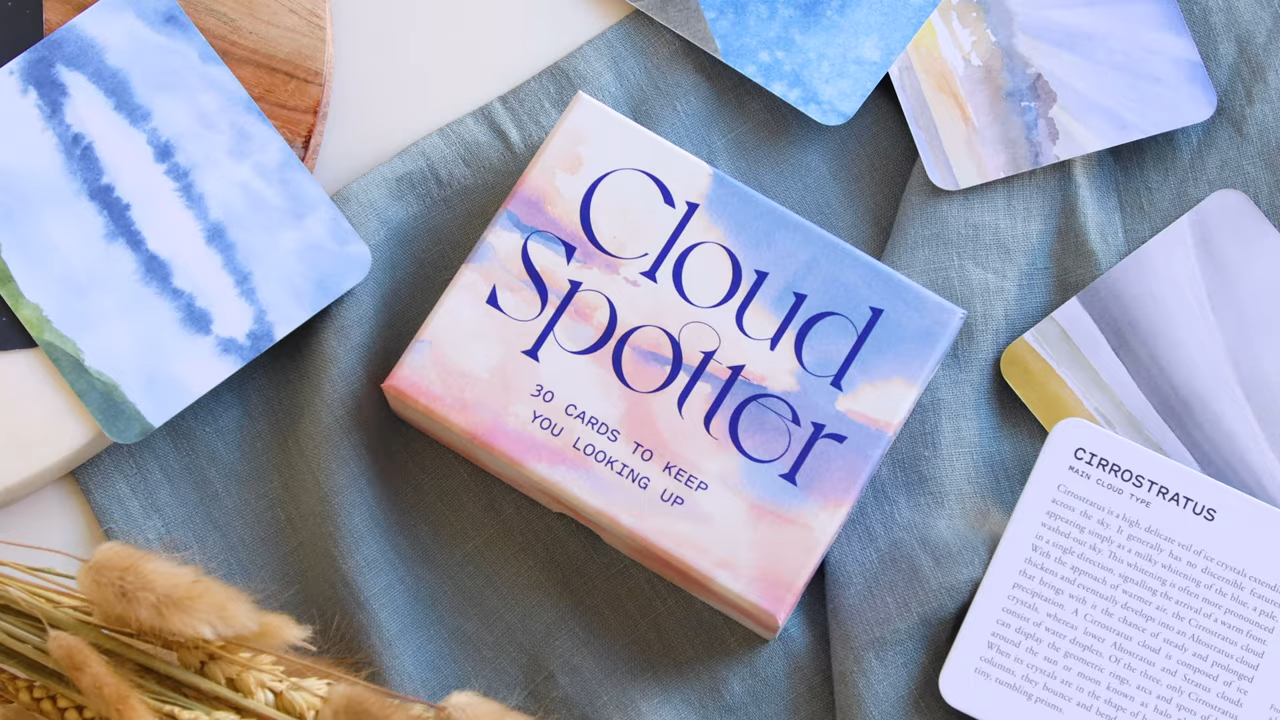 Cloud
Spotter
30 CARDS TO KEEP
YOU LOOKING UP
CIRROSTRATUS
MAIN CLOUD TYPE
Cirrostratus is a high, delicate veil of ice crystals extend
across the sky. It generally has no discernible feature
appearing simply as a milky whitening of the blue, a pale
washed-out sky. This whitening is often more pronounced
in a single direction, signalling the arrival of a warm front.
With the approach of warmer air, the Cirrostratus cloud
thickens and eventually develops into an Altostratus cloud
that brings with it the chance of steady and prolonged
precipitation. A Cirrostratus cloud is composed of ice
crystals, whereas lower Altostratus and Stratus clouds
consist of water droplets. Of the three, only Cirrostratus
can display the geometric rings, arcs and spots
around the sun or moon known as halo
When its crystals are in the shape of
columns, they bounce and bend
tiny, tumbling prisms.